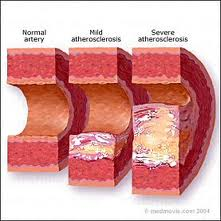 Normal
artery
Mild
atherosclerosis
Severe
atherosclerosis
© medmovie.com 2004